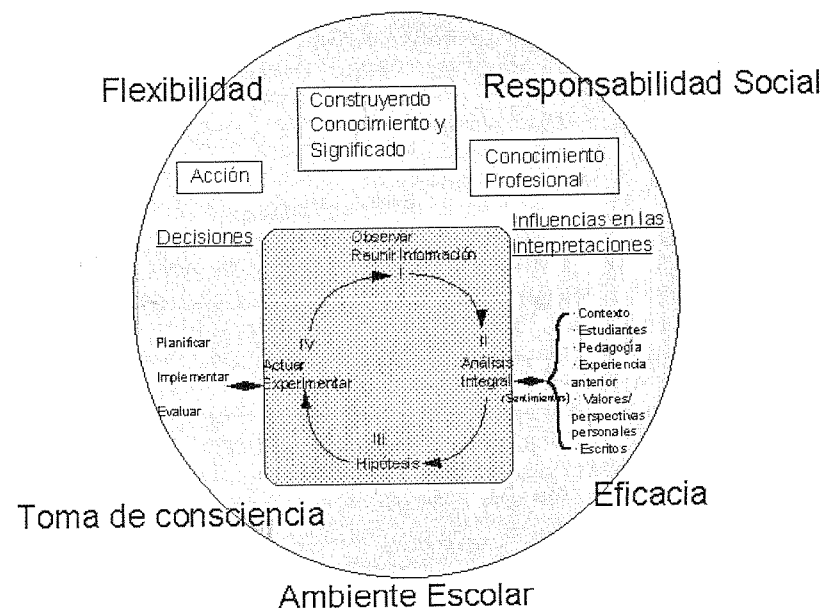 Flexibilidad
Responsabilidad Social
Construyendo
Conocimiento y
Significado
Acción
Conocimiento
Profesional
Decisiones
Influencias en las
interpretaciones
Observar
Reunir Información
I
II
Análisis
Integral
(Sentimientos)
III
Hipótesis
IV
Actuar
Experimentar
Planificar
Implementar
Evaluar
· Contexto
· Estudiantes
· Pedagogía
· Experiencia
anterior
· Valores/
perspectivas
personales
· Escritos
Toma de consciencia
Eficacia
Ambiente Escolar